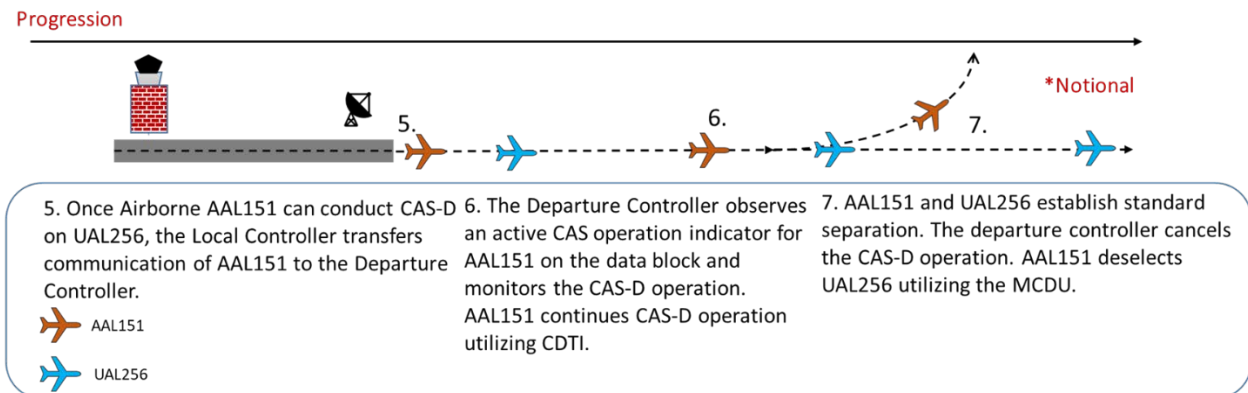 Progression
*Notional
5.
6.
7.
5. Once Airborne AAL151 can conduct CAS-D
on UAL256, the Local Controller transfers
communication of AAL151 to the Departure
Controller.
AAL151
UAL256
6. The Departure Controller observes
an active CAS operation indicator for
AAL151 on the data block and
monitors the CAS-D operation.
AAL151 continues CAS-D operation
utilizing CDTI.
7. AAL151 and UAL256 establish standard
separation. The departure controller cancels
the CAS-D operation. AAL151 deselects
UAL256 utilizing the MCDU.